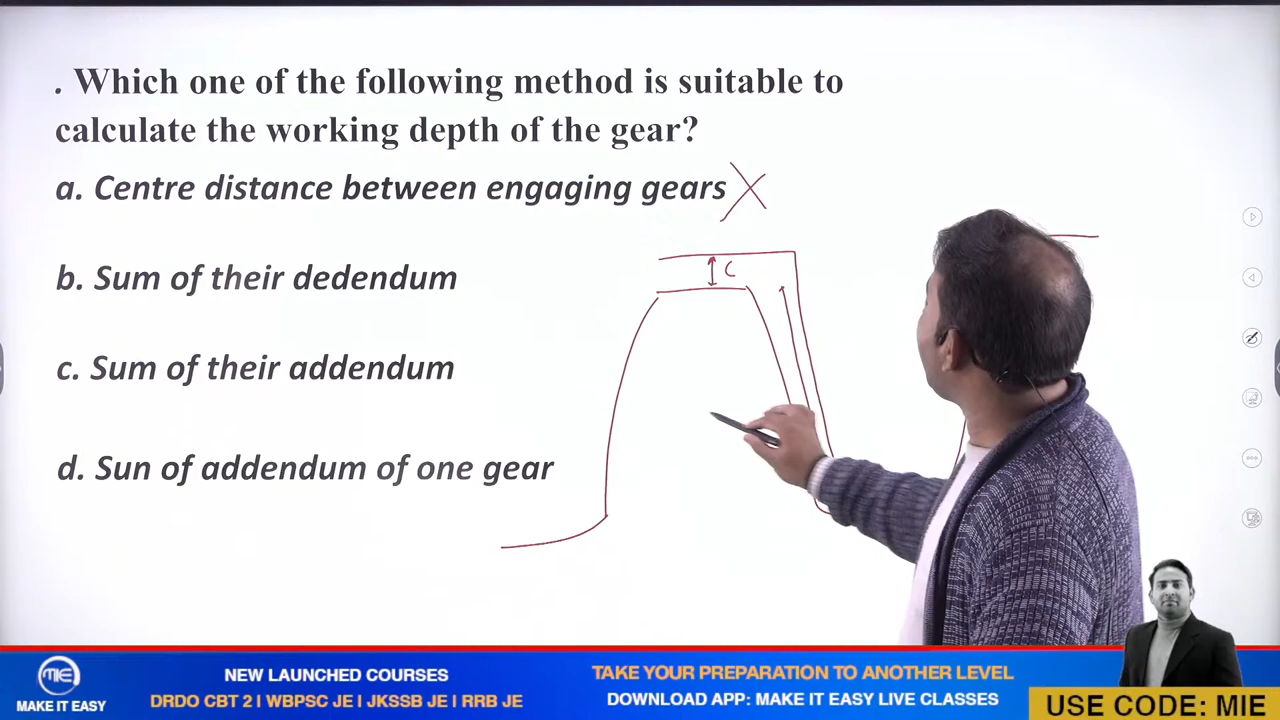 . Which one of the following method is suitable to
calculate the working depth of the gear?
a. Centre distance between engaging gears
b. Sum of their dedendum
c. Sum of their addendum
d. Sun of addendum of one gear
C
MIE
MAKE IT EASY
NEW LAUNCHED COURSES
DRDO CBT 2 I WBPSC JE I JKSSB JE I RRB JE
TAKE YOUR PREPARATION TO ANOTHER LEVEL
DOWNLOAD APP: MAKE IT EASY LIVE CLASSES
USE CODE: MIE